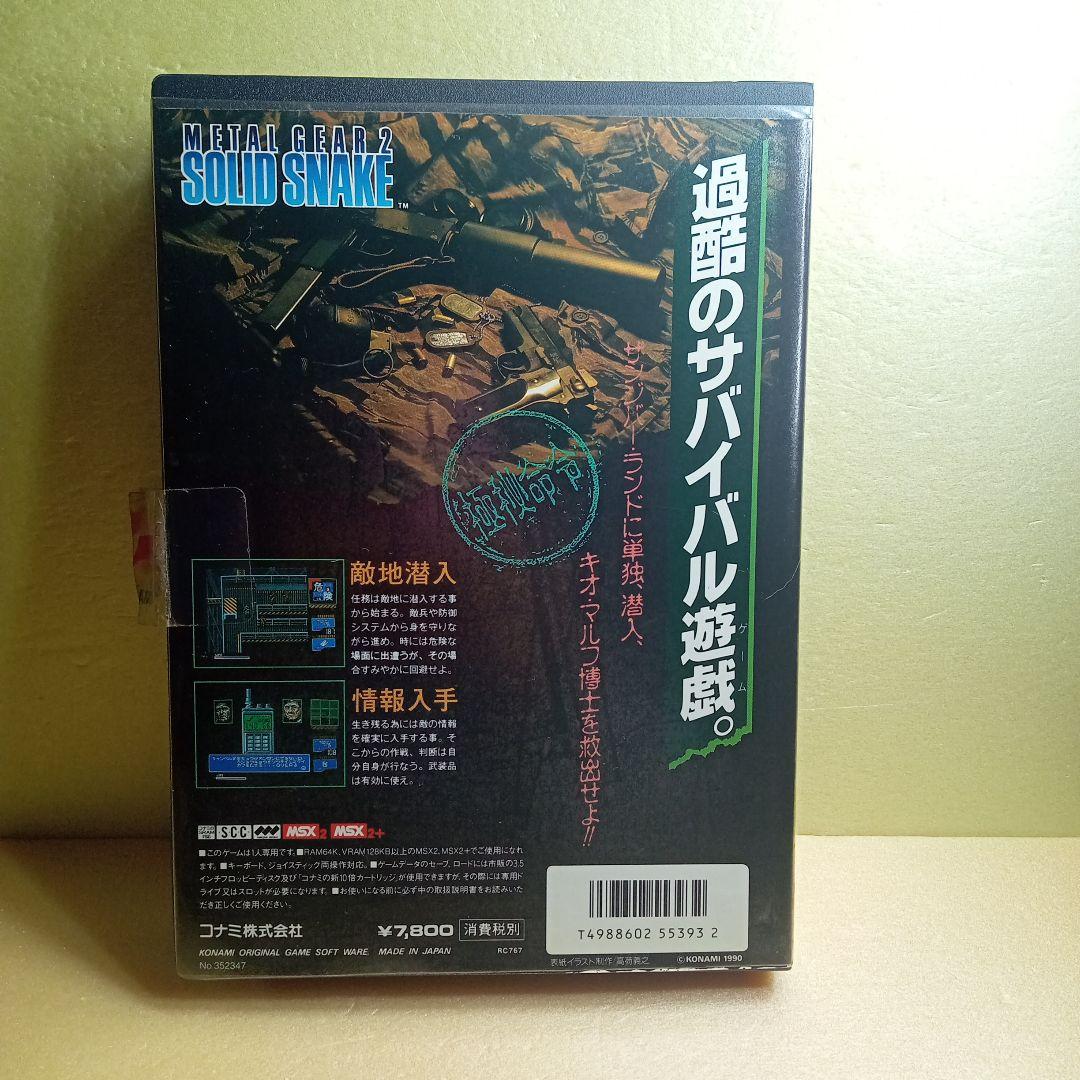 METAL GEAR 2
SOLID SNAKE™
過酷のサバイバル遊戯。
ゲーム
ザンジバー・ランドに単独、潜入、
キオ・マルフ博士を救出せよ!!
極秘命令
敵地潜入
任務は敵地に潜入する事
から始まる。敵兵や防御
システムから身を守りな
がら進め。時には危険な
場面に出遭うが、その場
合すみやかに回避せよ。
危険
情報入手
生き残る為には敵の情報
を確実に入手する事。そ
こからの作戦、判断は自
分自身が行なう。武装品
は有効に使え。
SCC
MSX 2
MSX 2+
■このゲームは1人専用です。■RAM64K、VRAM128KB以上のMSX2、MSX2+でご使用になれ
ます。■キーボード、ジョイスティック両操作対応。■ゲームデータのセーブ、ロードには市販の3.5
インチフロッピーディスク及び「コナミの新10倍カートリッジ」が使用できますが、その際には専用ド
ライブ又はスロットが必要になります。■お使いになる前に必ず中の取扱説明書をお読みいた
だき正しくご使用ください。
コナミ株式会社
¥7,800
消費税別
KONAMI ORIGINAL GAME SOFT WARE. MADE IN JAPAN
RC767
No.352347
T4988602 55393 2
表紙イラスト制作/高荷義之
©KONAMI 1990